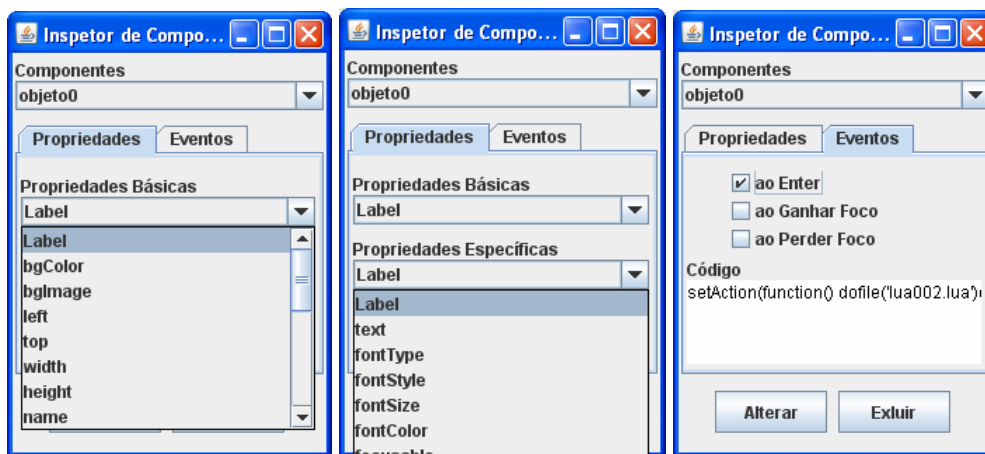 Inspetor de Compo...
Componentes
objeto0
Propriedades Eventos
Propriedades Básicas
Label
Label
bgColor
bgImage
left
top
width
height
name
Inspetor de Compo...
Componentes
objeto0
Propriedades Eventos
Propriedades Básicas
Label
Propriedades Específicas
Label
Label
text
fontType
fontStyle
fontSize
fontColor
Inspetor de Compo...
Componentes
objeto0
Propriedades Eventos
ao Enter
ao Ganhar Foco
ao Perder Foco
Código
setAction(function() dofile('lua002.lua')
Alterar Exluir